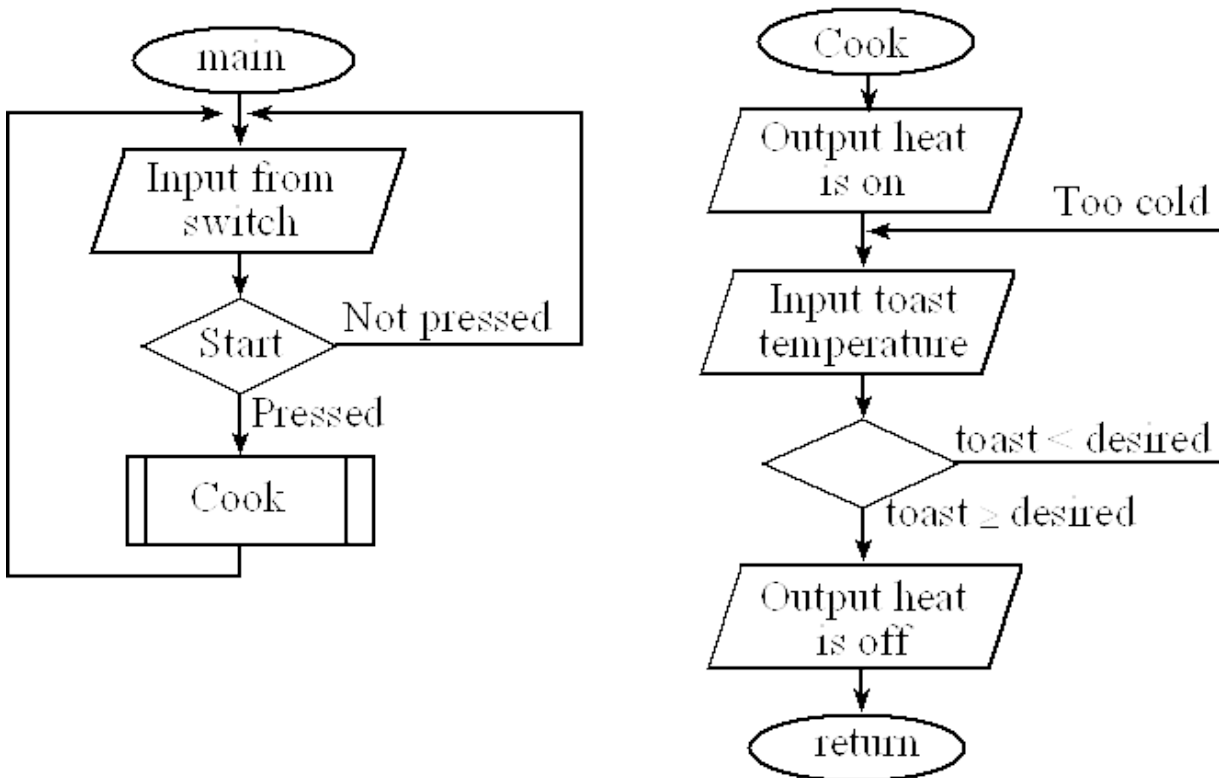 main
Input from
switch
Start
Not pressed
Pressed
Cook
Cook
Output heat
is on
Too cold
Input toast
temperature
toast < desired
toast ≥ desired
Output heat
is off
return